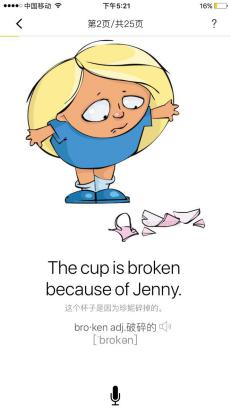 中国移动 下午5:21 16%
第2页/共25页 ?
The cup is broken
because of Jenny.
这个杯子是因为珍妮碎掉的。
bro·ken adj.破碎的
[ˈbrokən]